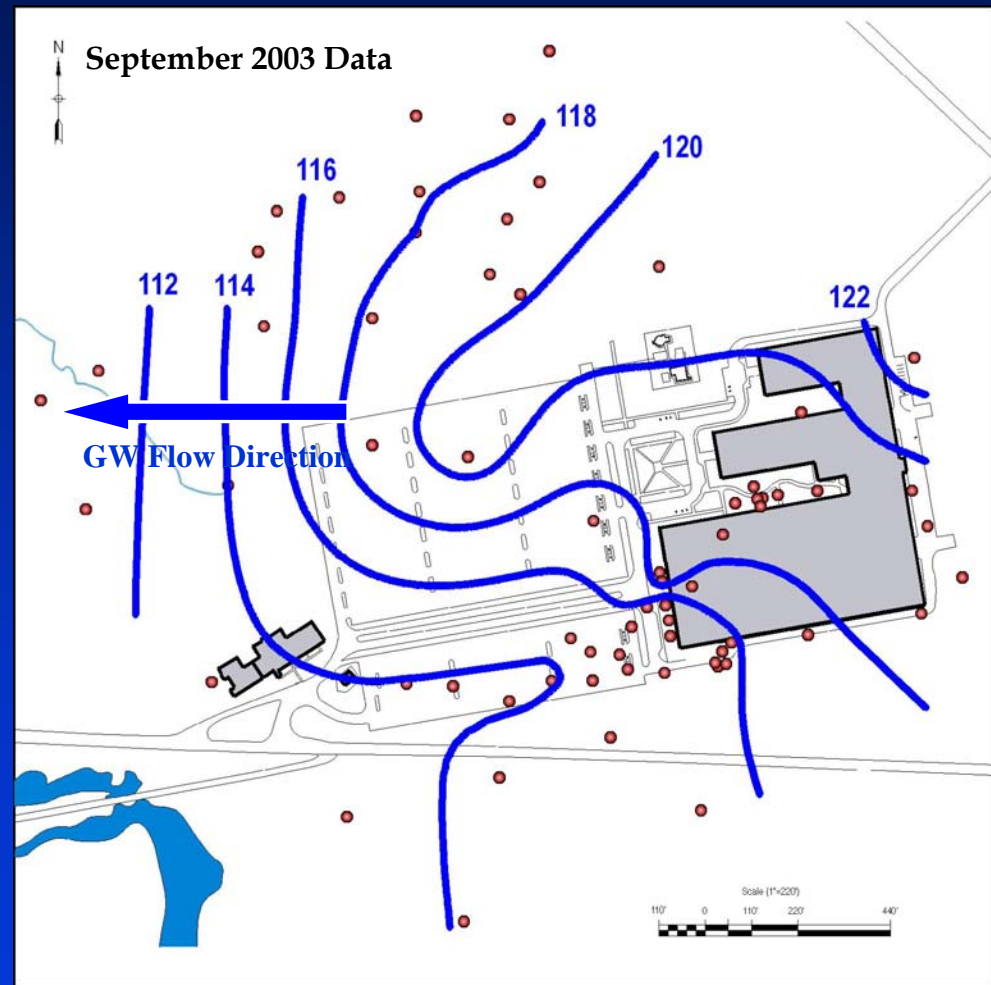 N
September 2003 Data
118
120
116
112
114
122
GW Flow Direction
Scale (1"=220')
110'
0
110'
220'
440'